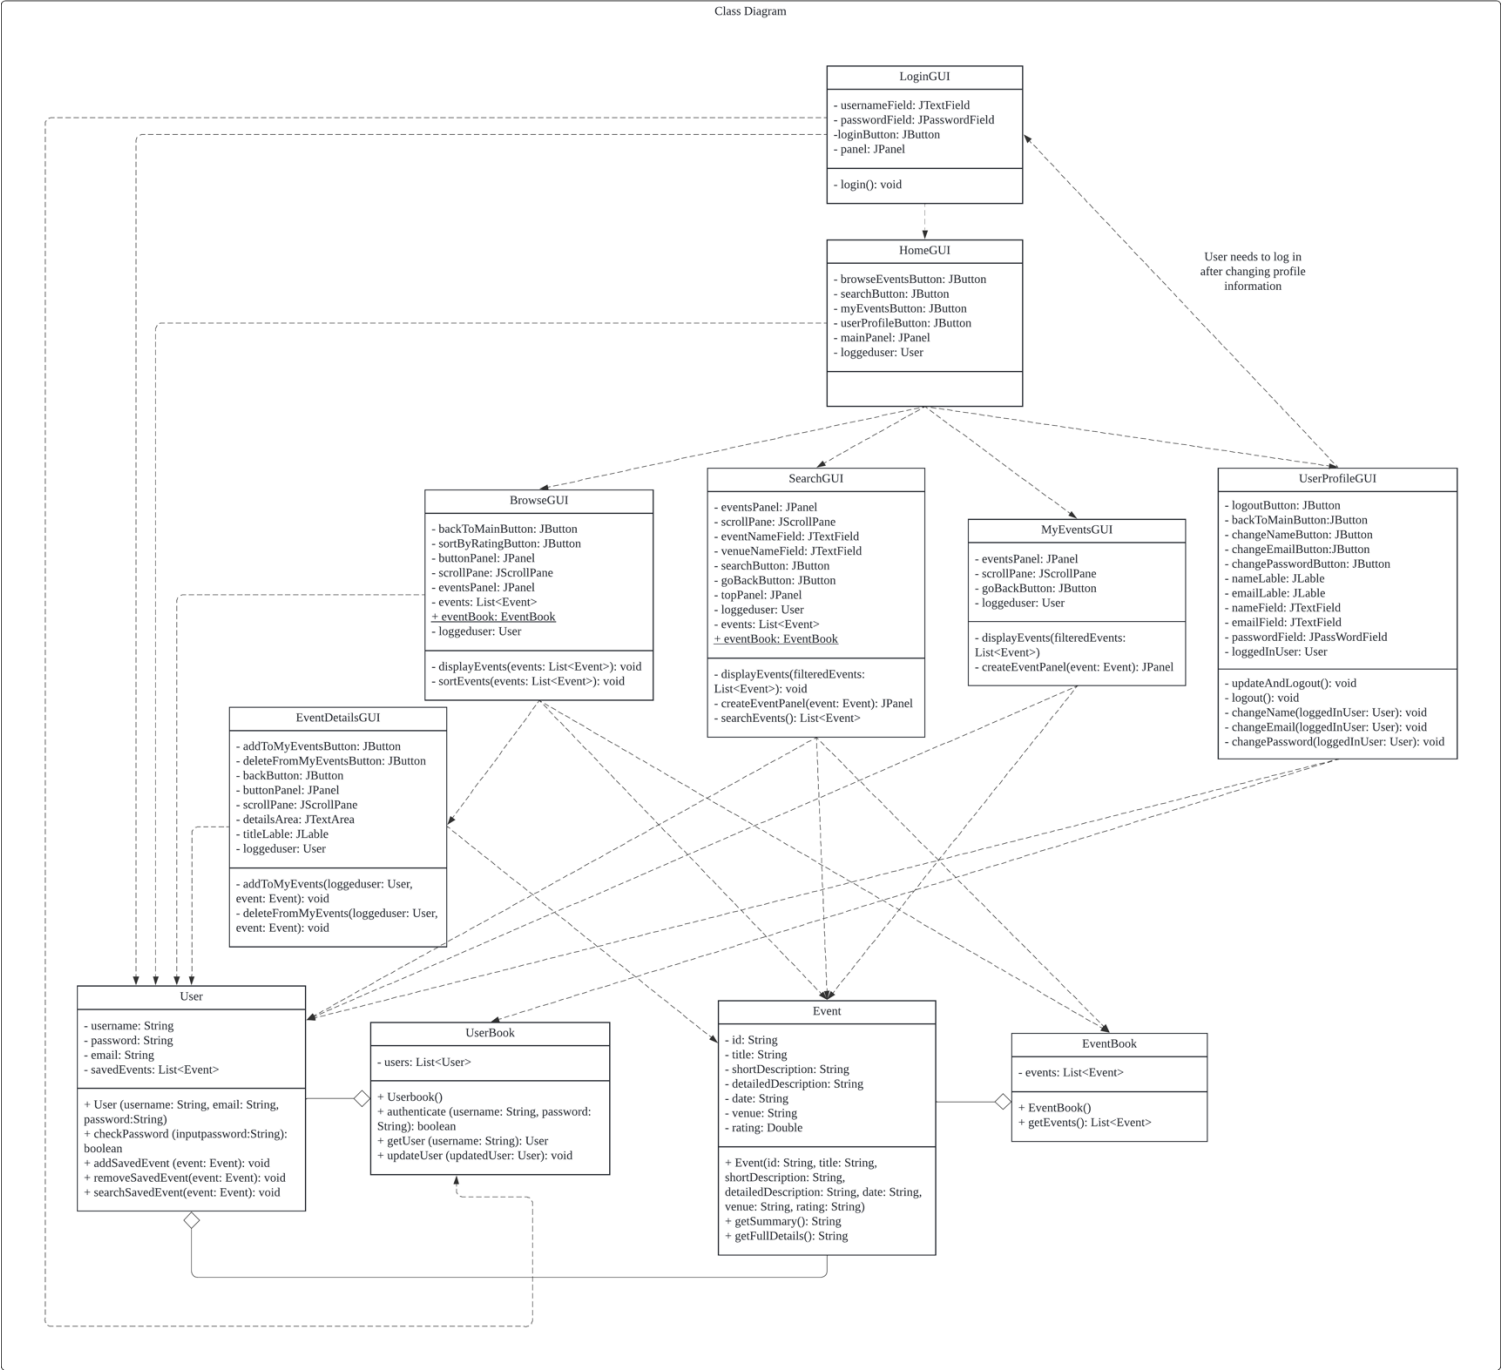 Class Diagram
LoginGUI
- usernameField: JTextField
- passwordField: JPasswordField
-loginButton: JButton
- panel: JPanel
- login(): void
HomeGUI
- browseEventsButton: JButton
- searchButton: JButton
- myEventsButton: JButton
- userProfileButton: JButton
- mainPanel: JPanel
- loggeduser: User
User needs to log in
after changing profile
information
BrowseGUI
- backToMainButton: JButton
- sortByRatingButton: JButton
- buttonPanel: JPanel
- scrollPane: JScrollPane
- eventsPanel: JPanel
- events: List<Event>
+ eventBook: EventBook
- loggeduser: User
- displayEvents(events: List<Event>): void
- sortEvents(events: List<Event>): void
SearchGUI
- eventsPanel: JPanel
- scrollPane: JScrollPane
- eventNameField: JTextField
- venueNameField: JTextField
- searchButton: JButton
- goBackButton: JButton
- topPanel: JPanel
- loggeduser: User
- events: List<Event>
+ eventBook: EventBook
- displayEvents(filteredEvents:
List<Event>): void
- createEventPanel(event: Event): JPanel
- searchEvents(): List<Event>
MyEventsGUI
- eventsPanel: JPanel
- scrollPane: JScrollPane
- goBackButton: JButton
- loggeduser: User
- displayEvents(filteredEvents:
List<Event>)
- createEventPanel(event: Event): JPanel
UserProfileGUI
- logoutButton: JButton
- backToMainButton:JButton
- changeNameButton: JButton
- changeEmailButton:JButton
- changePasswordButton: JButton
- nameLable: JLable
- emailLable: JLable
- nameField: JTextField
- emailField: JTextField
- passwordField: JPassWordField
- loggedInUser: User
- updateAndLogout(): void
- logout(): void
- changeName(loggedInUser: User): void
- changeEmail(loggedInUser: User): void
- changePassword(loggedInUser: User): void
EventDetailsGUI
- addToMyEventsButton: JButton
- deleteFromMyEventsButton: JButton
- backButton: JButton
- buttonPanel: JPanel
- scrollPane: JScrollPane
- detailsArea: JTextArea
- titleLable: JLable
- loggeduser: User
- addToMyEvents(loggeduser: User,
event: Event): void
- deleteFromMyEvents(loggeduser: User,
event: Event): void
User
- username: String
- password: String
- email: String
- savedEvents: List<Event>
+ User (username: String, email: String,
password:String)
+ checkPassword (inputpassword:String):
boolean
+ addSavedEvent (event: Event): void
+ removeSavedEvent(event: Event): void
+ searchSavedEvent(event: Event): void
UserBook
- users: List<User>
+ Userbook()
+ authenticate (username: String, password:
String): boolean
+ getUser (username: String): User
+ updateUser (updatedUser: User): void
Event
- id: String
- title: String
- shortDescription: String
- detailedDescription: String
- date: String
- venue: String
- rating: Double
+ Event(id: String, title: String,
shortDescription: String,
detailedDescription: String, date: String,
venue: String, rating: String)
+ getSummary(): String
+ getFullDetails(): String
EventBook
- events: List<Event>
+ EventBook()
+ getEvents(): List<Event>